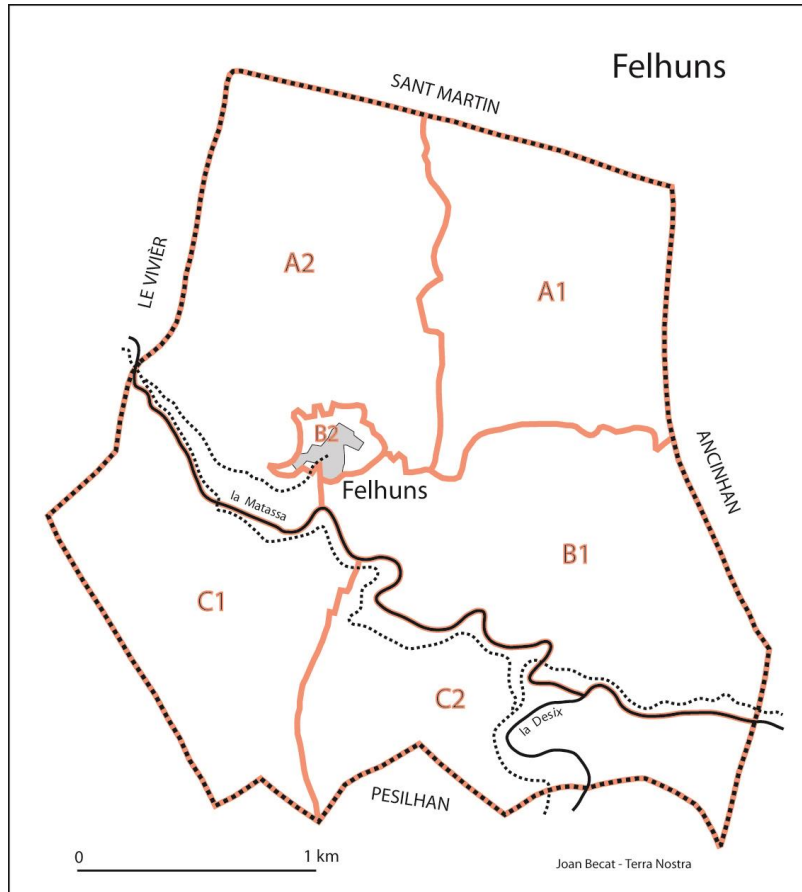 Felhuns
SANT MARTIN
LE VIVIÈR
A2
A1
B2
Felhuns
ANCINHAN
la Matassa
B1
C1
C2
la Desix
PESILHAN
0 1 km
Joan Becat - Terra Nostra